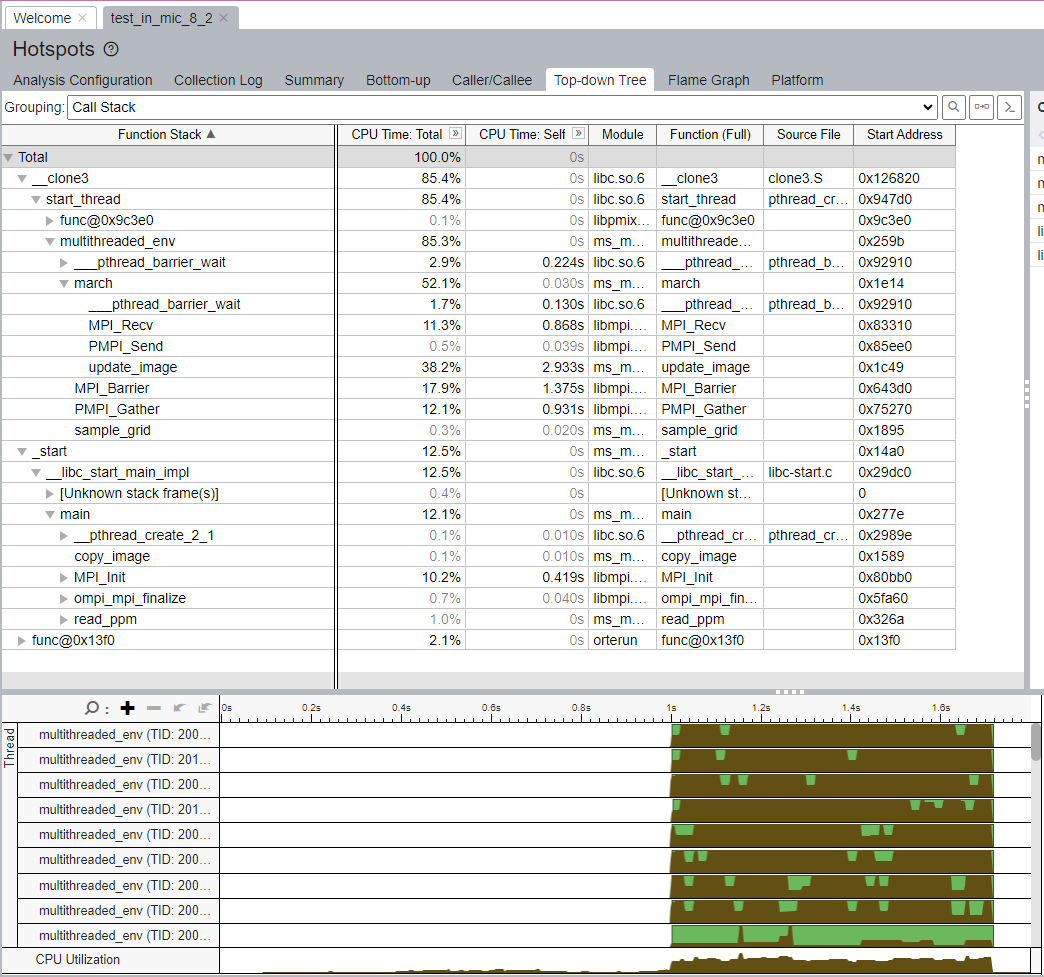 Welcome ×
test_in_mic_8_2 ×
Hotspots ?
Analysis Configuration Collection Log Summary Bottom-up Caller/Callee Top-down Tree Flame Graph Platform
Grouping: Call Stack
Function Stack ▲ CPU Time: Total » CPU Time: Self » Module Function (Full) Source File Start Address
Total 100.0% 0s
__clone3 85.4% 0s libc.so.6 __clone3 clone3.S 0x126820
start_thread 85.4% 0s libc.so.6 start_thread pthread_cr... 0x947d0
func@0x9c3e0 0.1% 0s libpmix... func@0x9c3e0 0x9c3e0
multithreaded_env 85.3% 0s ms_m... multithreade... 0x259b
___pthread_barrier_wait 2.9% 0.224s libc.so.6 ___pthread_... pthread_b... 0x92910
march 52.1% 0.030s ms_m... march 0x1e14
___pthread_barrier_wait 1.7% 0.130s libc.so.6 ___pthread_... pthread_b... 0x92910
MPI_Recv 11.3% 0.868s libmpi.... MPI_Recv 0x83310
PMPI_Send 0.5% 0.039s libmpi.... PMPI_Send 0x85ee0
update_image 38.2% 2.933s ms_m... update_image 0x1c49
MPI_Barrier 17.9% 1.375s libmpi.... MPI_Barrier 0x643d0
PMPI_Gather 12.1% 0.931s libmpi.... PMPI_Gather 0x75270
sample_grid 0.3% 0.020s ms_m... sample_grid 0x1895
_start 12.5% 0s ms_m... _start 0x14a0
__libc_start_main_impl 12.5% 0s libc.so.6 __libc_start_... libc-start.c 0x29dc0
[Unknown stack frame(s)] 0.4% 0s [Unknown st... 0
main 12.1% 0s ms_m... main 0x277e
__pthread_create_2_1 0.1% 0.010s libc.so.6 __pthread_cr... pthread_cr... 0x2989e
copy_image 0.1% 0.010s ms_m... copy_image 0x1589
MPI_Init 10.2% 0.419s libmpi.... MPI_Init 0x80bb0
ompi_mpi_finalize 0.7% 0.040s libmpi.... ompi_mpi_fin... 0x5fa60
read_ppm 1.0% 0s ms_m... read_ppm 0x326a
func@0x13f0 2.1% 0s orterun func@0x13f0 0x13f0
0s 0.2s 0.4s 0.6s 0.8s 1s 1.2s 1.4s 1.6s
Thread
multithreaded_env (TID: 200...
multithreaded_env (TID: 201...
multithreaded_env (TID: 200...
multithreaded_env (TID: 201...
multithreaded_env (TID: 200...
multithreaded_env (TID: 200...
multithreaded_env (TID: 200...
multithreaded_env (TID: 200...
multithreaded_env (TID: 200...
CPU Utilization